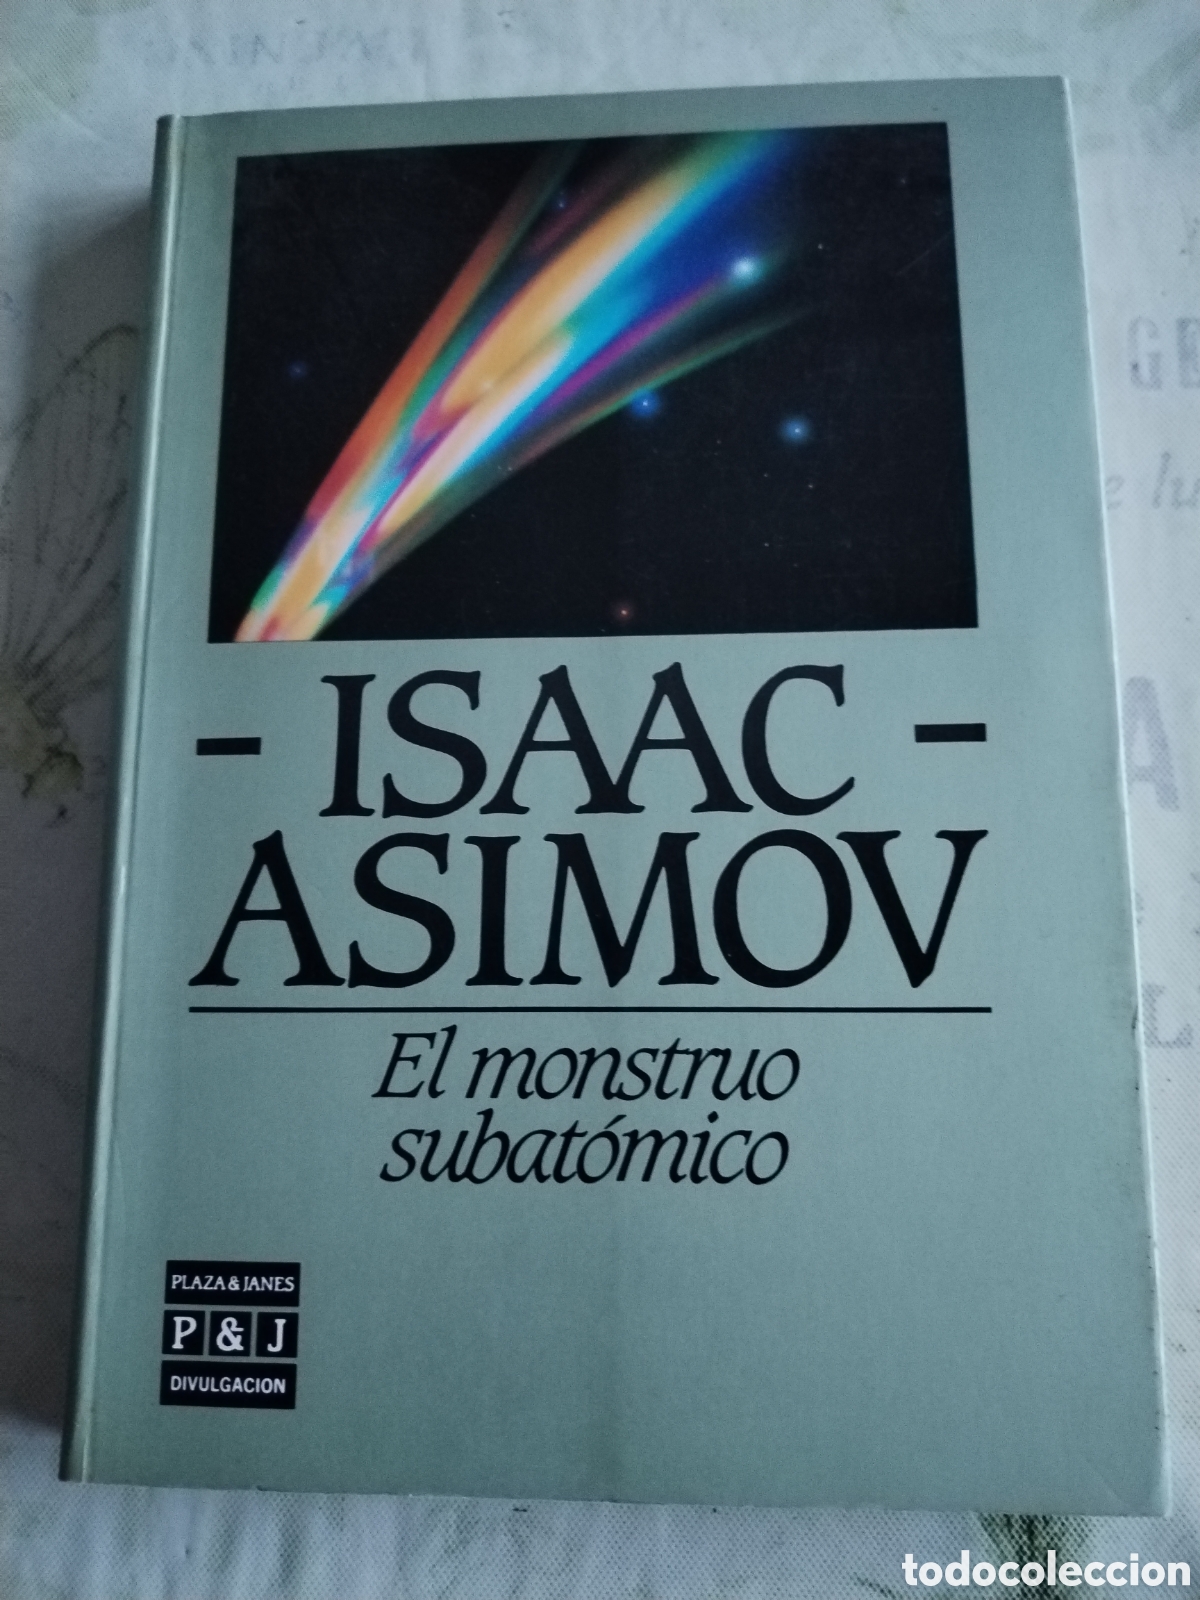 - ISAAC -
ASIMOV
El monstruo
subatómico
PLAZA & JANES
P & J
DIVULGACION
todocoleccion